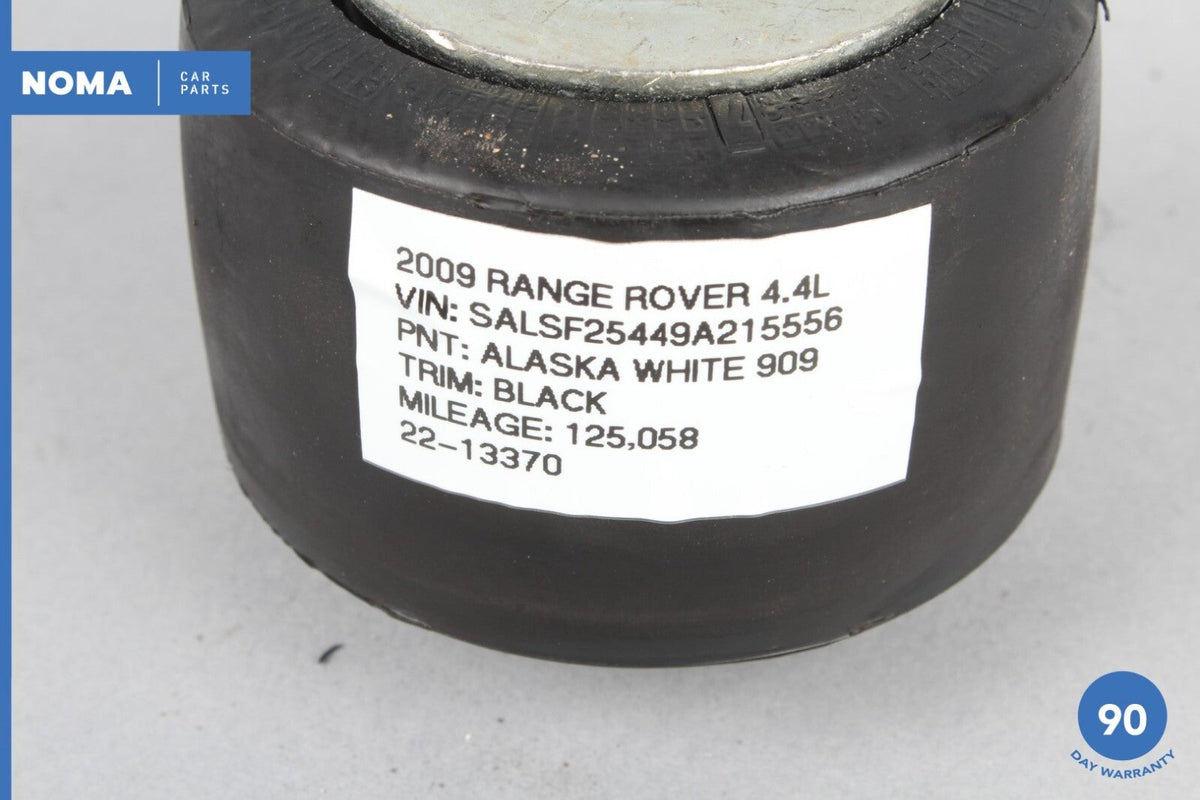 NOMA
CAR
PARTS
2009 RANGE ROVER 4.4L
VIN: SALSF25449A215556
PNT: ALASKA WHITE 909
TRIM: BLACK
MILEAGE: 125,058
22-13370
90
DAY WARRANTY